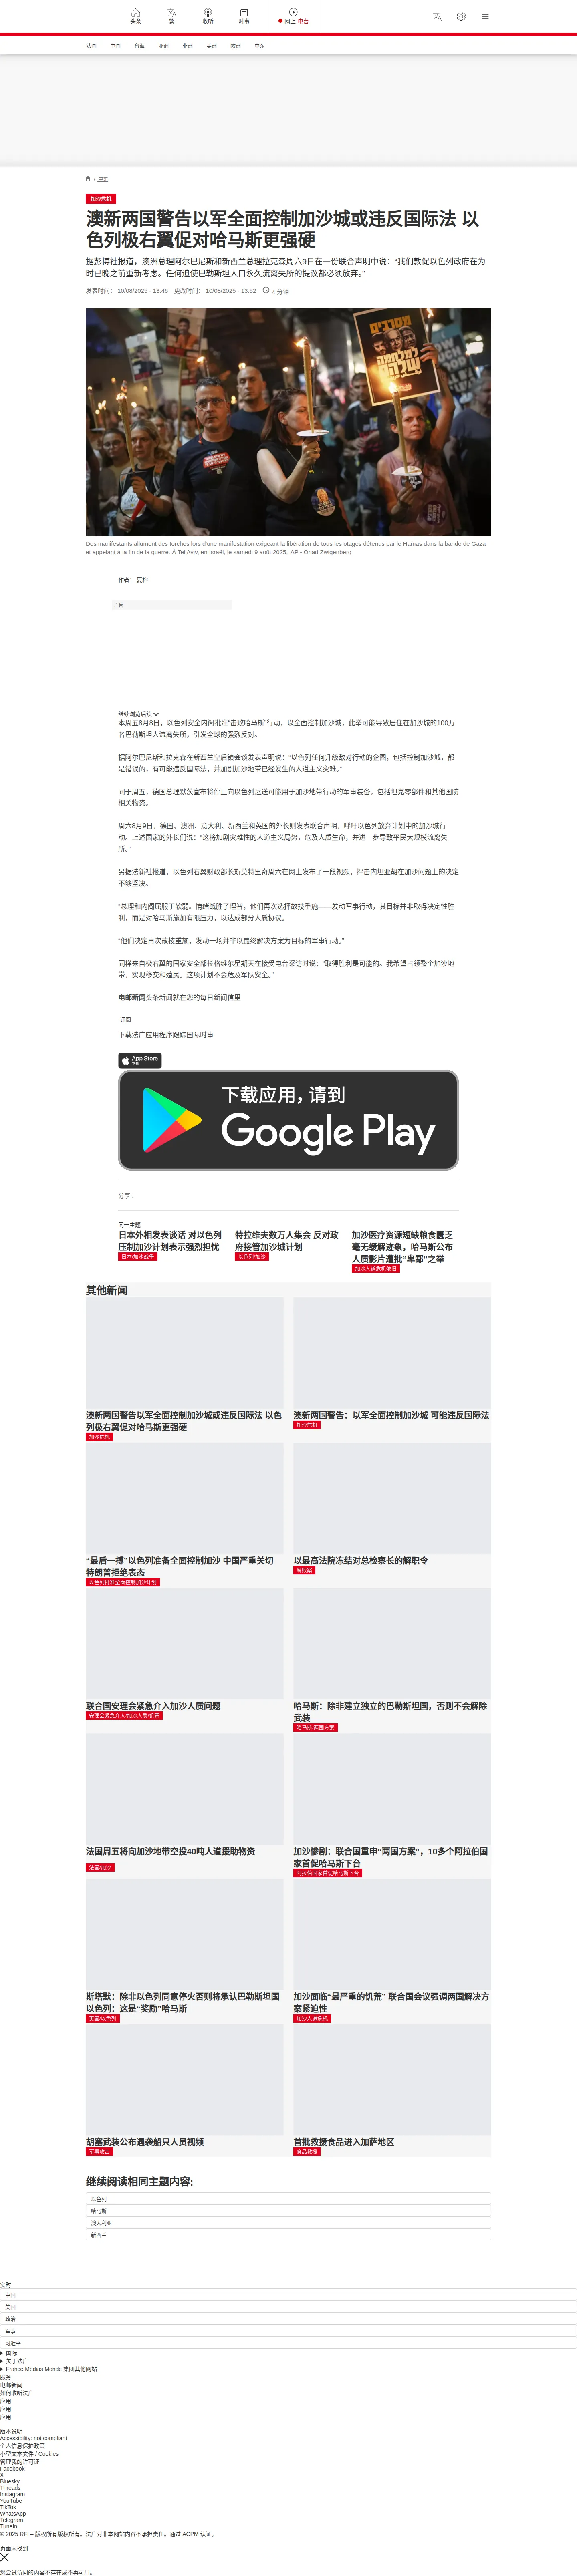 头条
繁
收听
时事
网上 电台
法国
中国
台海
亚洲
非洲
美洲
欧洲
中东
/ 中东
加沙危机
澳新两国警告以军全面控制加沙城或违反国际法 以
色列极右翼促对哈马斯更强硬
据彭博社报道，澳洲总理阿尔巴尼斯和新西兰总理拉克森周六9日在一份联合声明中说：“我们敦促以色列政府在为
时已晚之前重新考虑。任何迫使巴勒斯坦人口永久流离失所的提议都必须放弃。”
发表时间： 10/08/2025 - 13:46 更改时间： 10/08/2025 - 13:52 4 分钟
Des manifestants allument des torches lors d'une manifestation exigeant la libération de tous les otages détenus par le Hamas dans la bande de Gaza
et appelant à la fin de la guerre. À Tel Aviv, en Israël, le samedi 9 août 2025. AP - Ohad Zwigenberg
作者： 夏榕
广告
继续浏览后续
本周五8月8日，以色列安全内阁批准“击败哈马斯”行动，以全面控制加沙城，此举可能导致居住在加沙城的100万
名巴勒斯坦人流离失所，引发全球的强烈反对。
据阿尔巴尼斯和拉克森在新西兰皇后镇会谈发表声明说：“以色列任何升级敌对行动的企图，包括控制加沙城，都
是错误的，有可能违反国际法，并加剧加沙地带已经发生的人道主义灾难。”
同于周五，德国总理默茨宣布将停止向以色列运送可能用于加沙地带行动的军事装备，包括坦克零部件和其他国防
相关物资。
周六8月9日，德国、澳洲、意大利、新西兰和英国的外长则发表联合声明，呼吁以色列放弃计划中的加沙城行
动。上述国家的外长们说：“这将加剧灾难性的人道主义局势，危及人质生命，并进一步导致平民大规模流离失
所。”
另据法新社报道，以色列右翼财政部长斯莫特里奇周六在网上发布了一段视频，抨击内坦亚胡在加沙问题上的决定
不够坚决。
“总理和内阁屈服于软弱。情绪战胜了理智，他们再次选择故技重施——发动军事行动，其目标并非取得决定性胜
利，而是对哈马斯施加有限压力，以达成部分人质协议。
“他们决定再次故技重施，发动一场并非以最终解决方案为目标的军事行动。”
同样来自极右翼的国家安全部长格维尔星期天在接受电台采访时说：“取得胜利是可能的。我希望占领整个加沙地
带，实现移交和殖民。这项计划不会危及军队安全。”
电邮新闻头条新闻就在您的每日新闻信里
订阅
下载法广应用程序跟踪国际时事
App Store
下载
下载应用，请到
Google Play
分享 :
同一主题
日本外相发表谈话 对以色列
压制加沙计划表示强烈担忧
日本/加沙战争
特拉维夫数万人集会 反对政
府接管加沙城计划
以色列/加沙
加沙医疗资源短缺粮食匮乏
毫无缓解迹象，哈马斯公布
人质影片遭批“卑鄙”之举
加沙人道危机依旧
其他新闻
澳新两国警告以军全面控制加沙城或违反国际法 以色
列极右翼促对哈马斯更强硬
加沙危机
澳新两国警告：以军全面控制加沙城 可能违反国际法
加沙危机
“最后一搏”以色列准备全面控制加沙 中国严重关切
特朗普拒绝表态
以色列批准全面控制加沙计划
以最高法院冻结对总检察长的解职令
联合国安理会紧急介入加沙人质问题
安理会紧急介入/加沙人质/饥荒
哈马斯：除非建立独立的巴勒斯坦国，否则不会解除
武装
哈马斯/两国方案
法国周五将向加沙地带空投40吨人道援助物资
法国/加沙
加沙惨剧：联合国重申“两国方案”，10多个阿拉伯国
家首促哈马斯下台
阿拉伯国家首促哈马斯下台
斯塔默：除非以色列同意停火否则将承认巴勒斯坦国
以色列：这是“奖励”哈马斯
英国/以色列
加沙面临“最严重的饥荒” 联合国会议强调两国解决方
案紧迫性
加沙人道危机
胡塞武装公布遇袭船只人员视频
军事攻击
首批救援食品进入加萨地区
食品救援
继续阅读相同主题内容:
以色列
哈马斯
澳大利亚
新西兰
实时
中国
美国
政治
军事
习近平
国际
关于法广
France Médias Monde 集团其他网站
服务
电邮新闻
如何收听法广
应用
应用
应用
版本说明
Accessibility: not compliant
个人信息保护政策
小型文本文件 / Cookies
管理我的许可证
Facebook
X
Bluesky
Threads
Instagram
YouTube
TikTok
WhatsApp
Telegram
TuneIn
© 2025 RFI – 版权所有版权所有。法广对非本网站内容不承担责任。通过 ACPM 认证。
页面未找到
您尝试访问的内容不存在或不再可用。